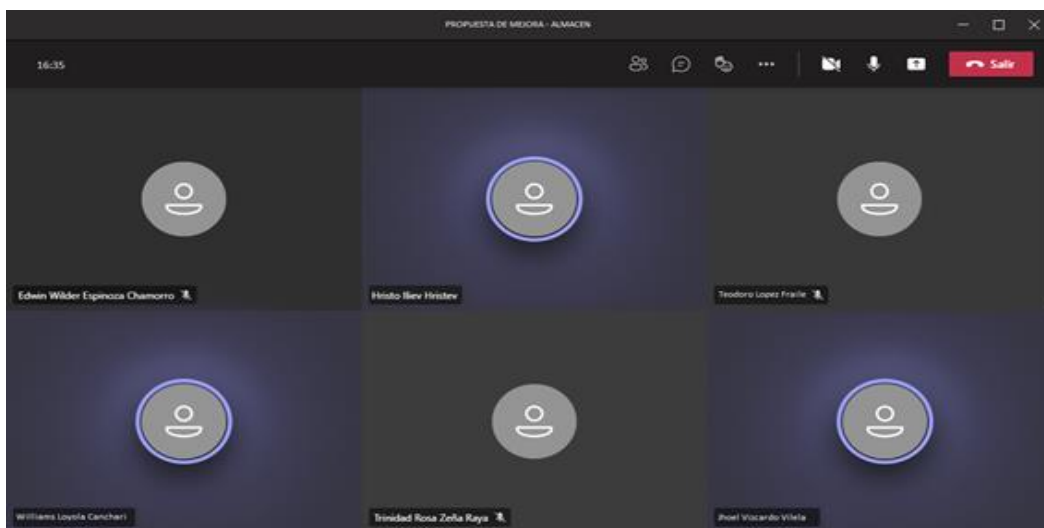 PROPUESTA DE MEJORA - ALMACEN
16:35
Salir
Edwin Wilder Espinoza Chamorro
Hristo Iliev Hristev
Teodoro Lopez Fraile
Williams Loyola Canchari
Trinidad Rosa Zeña Raya
Jhoel Viscardo Vilela